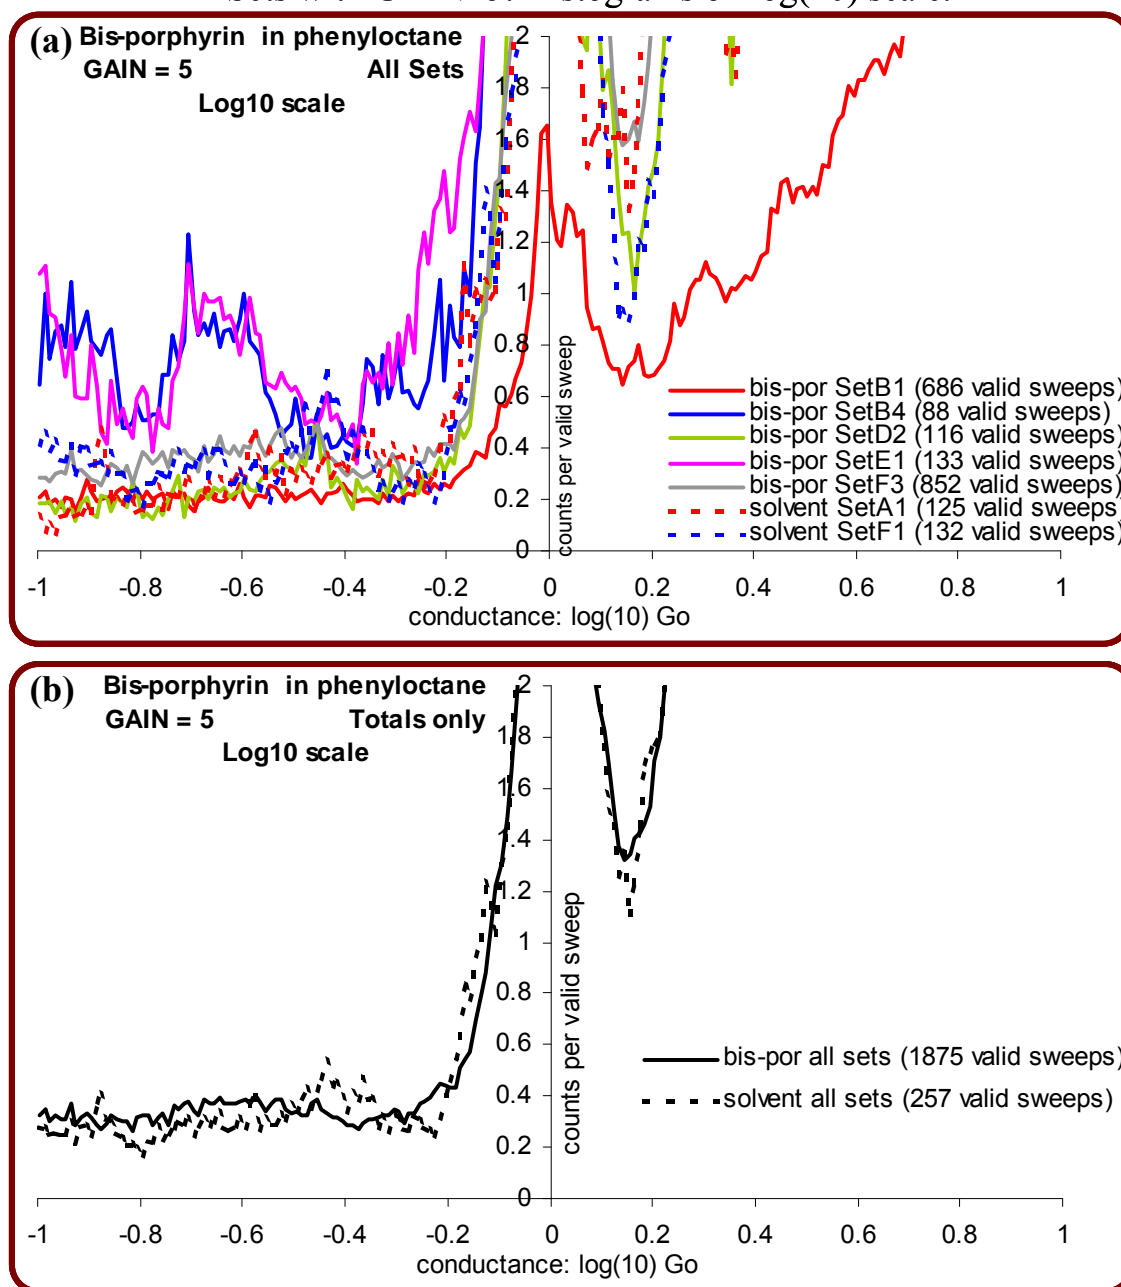 (a) Bis-porphyrin in phenyloctane
GAIN = 5 All Sets
Log10 scale
2
1.8
1.6
1.4
1.2
1
0.8
0.6
0.4
0.2
0
counts per valid sweep
bis-por SetB1 (686 valid sweeps)
bis-por SetB4 (88 valid sweeps)
bis-por SetD2 (116 valid sweeps)
bis-por SetE1 (133 valid sweeps)
bis-por SetF3 (852 valid sweeps)
solvent SetA1 (125 valid sweeps)
solvent SetF1 (132 valid sweeps)
-1 -0.8 -0.6 -0.4 -0.2 0 0.2 0.4 0.6 0.8 1
conductance: log(10) Go
(b) Bis-porphyrin in phenyloctane
GAIN = 5 Totals only
Log10 scale
2
1.8
1.6
1.4
1.2
1
0.8
0.6
0.4
0.2
0
counts per valid sweep
bis-por all sets (1875 valid sweeps)
solvent all sets (257 valid sweeps)
-1 -0.8 -0.6 -0.4 -0.2 0 0.2 0.4 0.6 0.8 1
conductance: log(10) Go